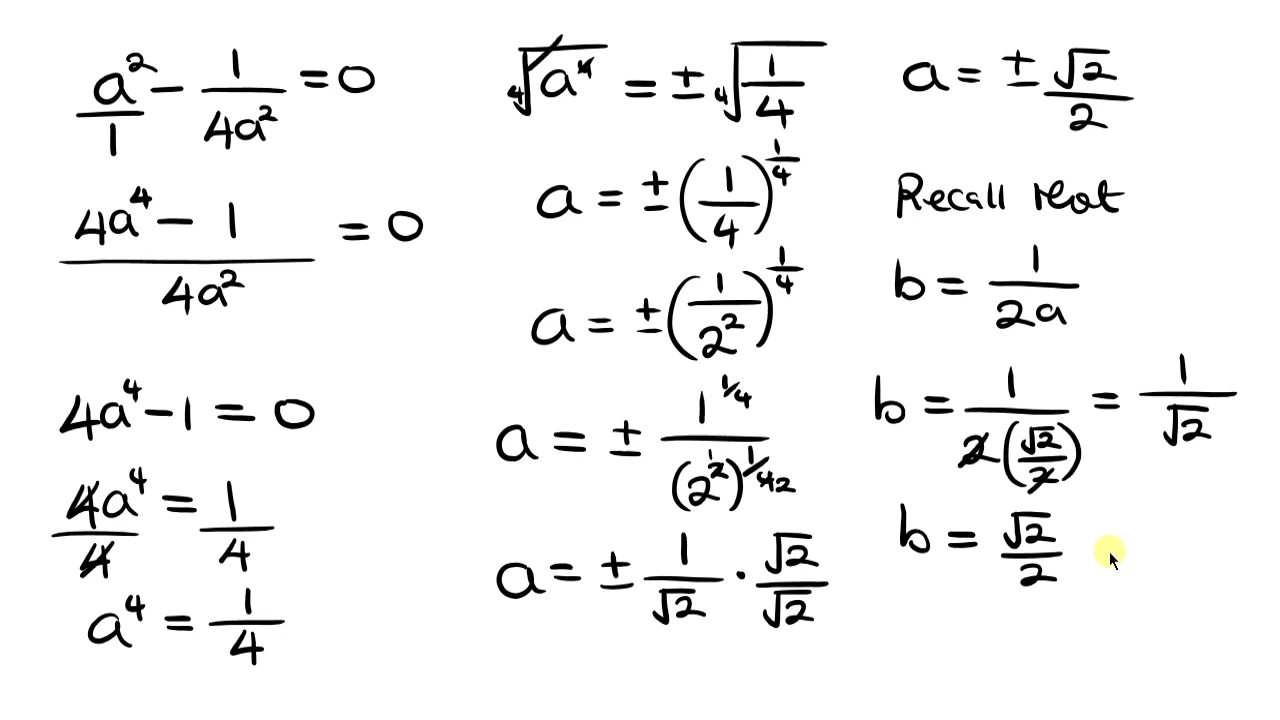 a²/1 − 1/4a² = 0
4a⁴ − 1 / 4a² = 0
4a⁴ − 1 = 0
4a⁴/4 = 1/4
a⁴ = 1/4
⁴√a⁴ = ± ⁴√(1/4)
a = ± (1/4)^(1/4)
a = ± (1/2²)^(1/4)
a = ± 1^(1/4) / (2²)^(1/4) 1 2
a = ± 1/√2 · √2/√2
a = ± √2/2
Recall that
b = 1/2a
b = 1/2(√2/2) = 1/√2
b = √2/2